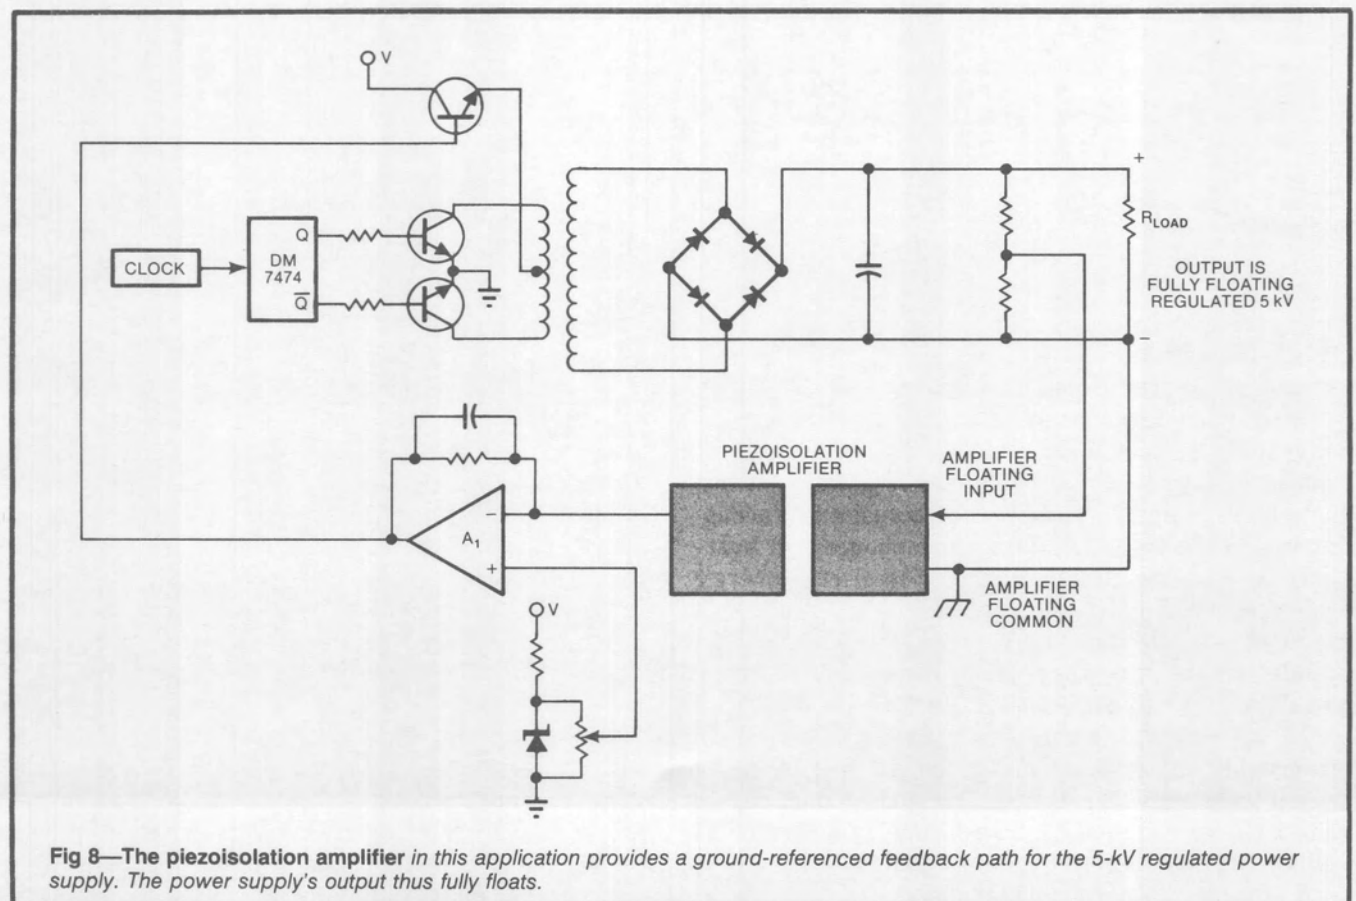 V
CLOCK
DM
7474
Q
Q̅
+
R_LOAD
OUTPUT IS
FULLY FLOATING
REGULATED 5 kV
−
PIEZOISOLATION
AMPLIFIER
AMPLIFIER
FLOATING
INPUT
−
A₁
+
AMPLIFIER
FLOATING
COMMON
V
Fig 8—The piezoisolation amplifier in this application provides a ground-referenced feedback path for the 5-kV regulated power
supply. The power supply's output thus fully floats.